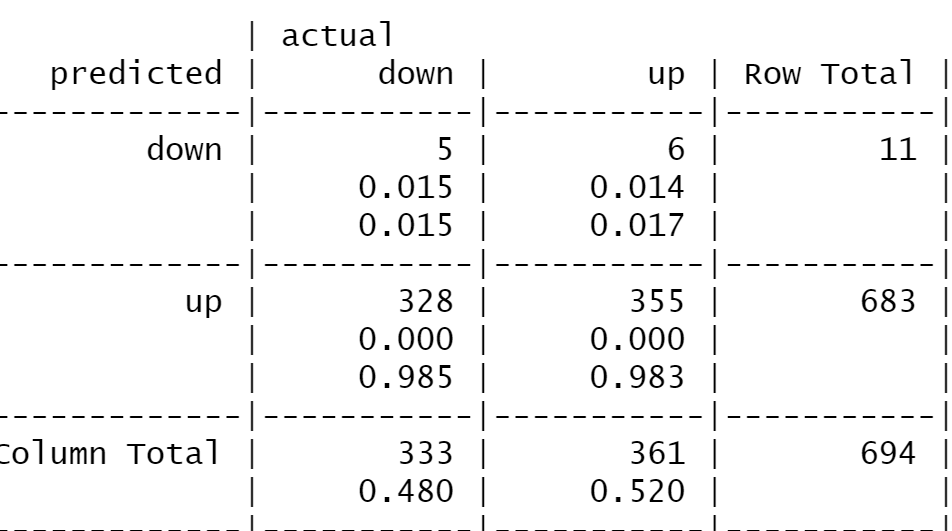 | actual
predicted | down | up | Row Total |
-------------|-----------|-----------|-----------|
down | 5 | 6 | 11 |
| 0.015 | 0.014 | |
| 0.015 | 0.017 | |
-------------|-----------|-----------|-----------|
up | 328 | 355 | 683 |
| 0.000 | 0.000 | |
| 0.985 | 0.983 | |
-------------|-----------|-----------|-----------|
Column Total | 333 | 361 | 694 |
| 0.480 | 0.520 | |
-------------|-----------|-----------|-----------|